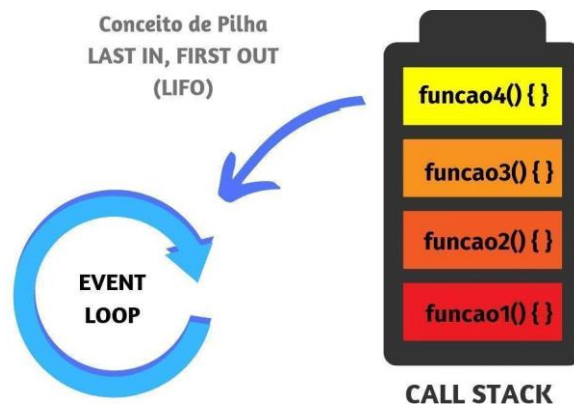 Conceito de Pilha
LAST IN, FIRST OUT
(LIFO)
funcao4() { }
funcao3() { }
funcao2() { }
funcao1() { }
EVENT
LOOP
CALL STACK